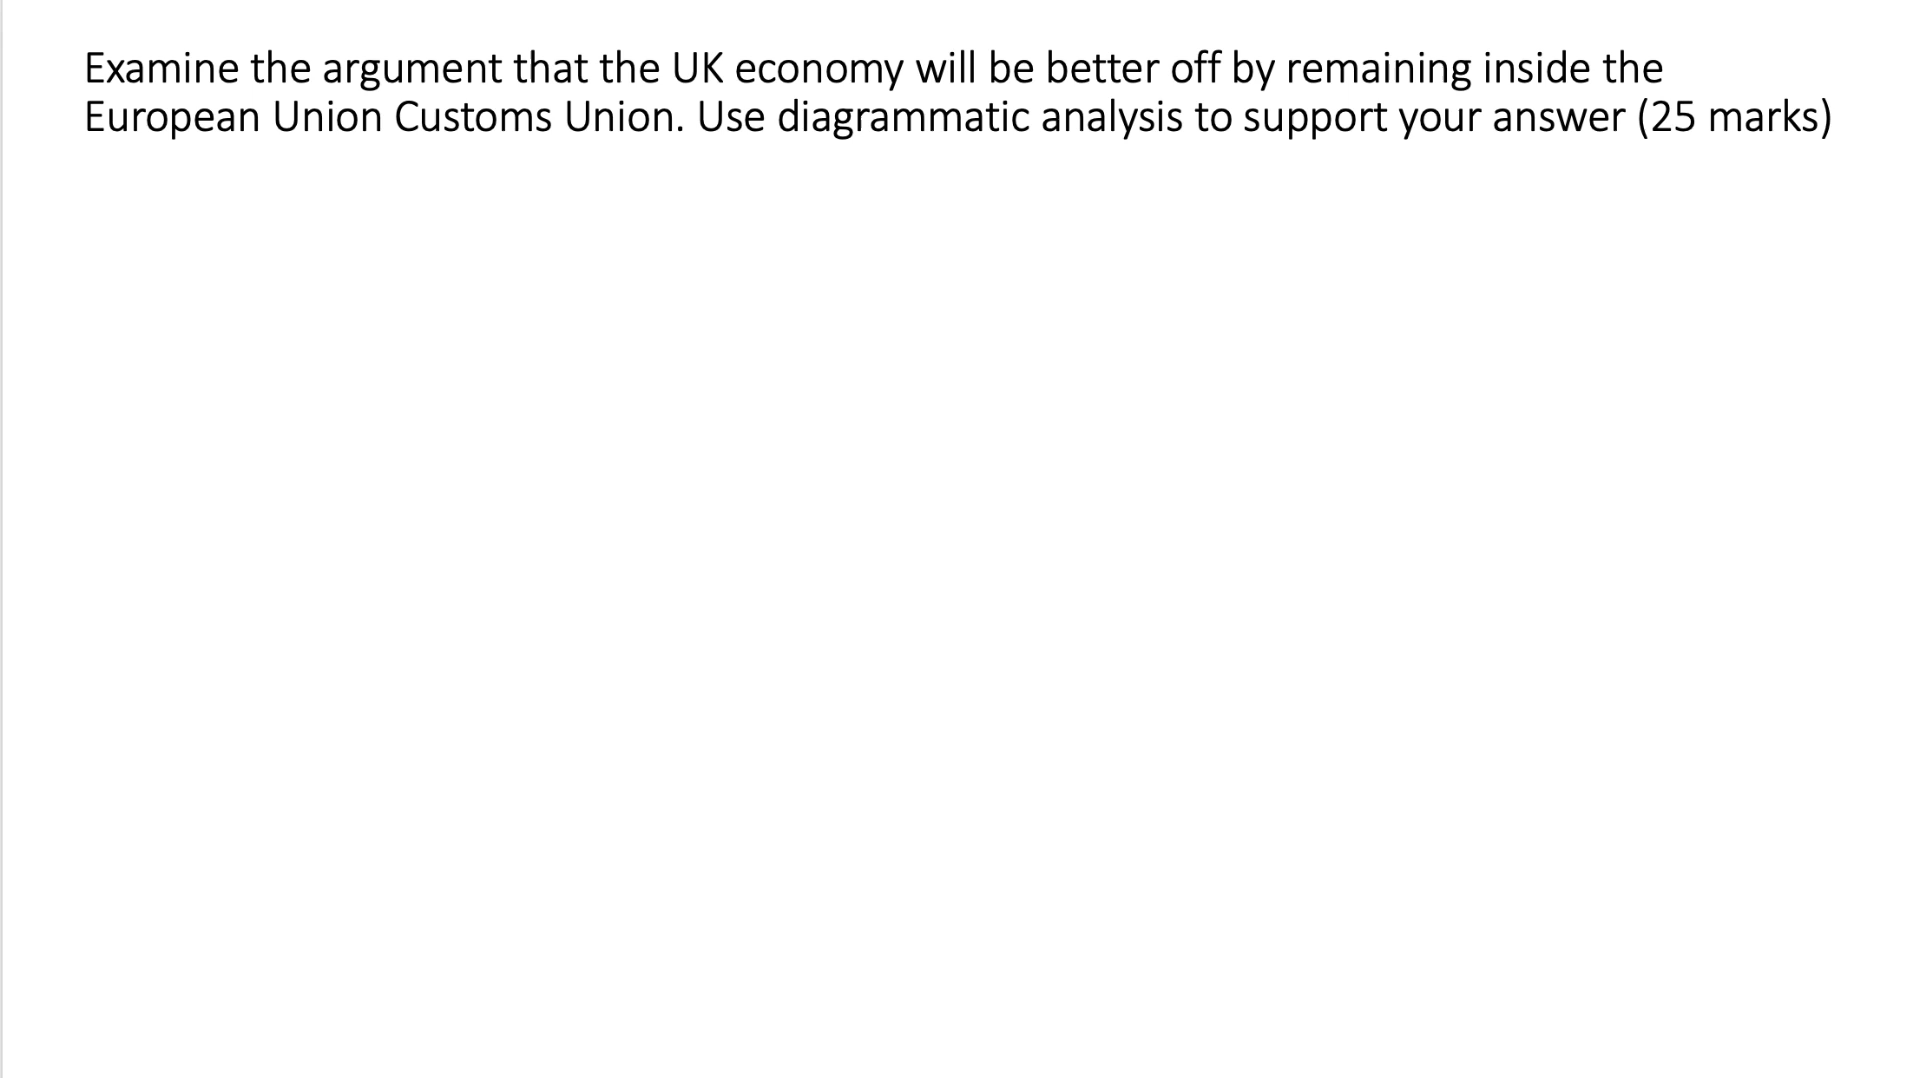 Examine the argument that the UK economy will be better off by remaining inside the
European Union Customs Union. Use diagrammatic analysis to support your answer (25 marks)